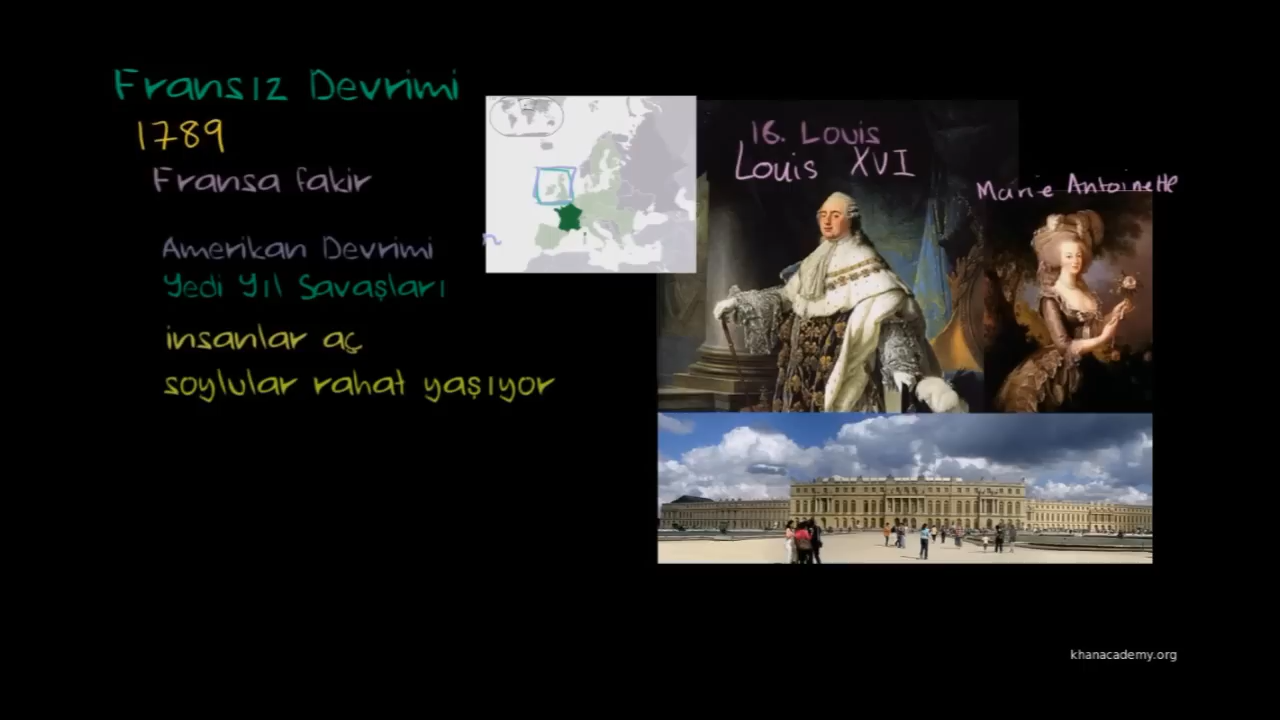 Fransız Devrimi
1789
Fransa fakir
Amerikan Devrimi
Yedi Yıl Savaşları
insanlar aç
soylular rahat yaşıyor
16. Louis
Louis XVI
Marie Antoinette
khanacademy.org